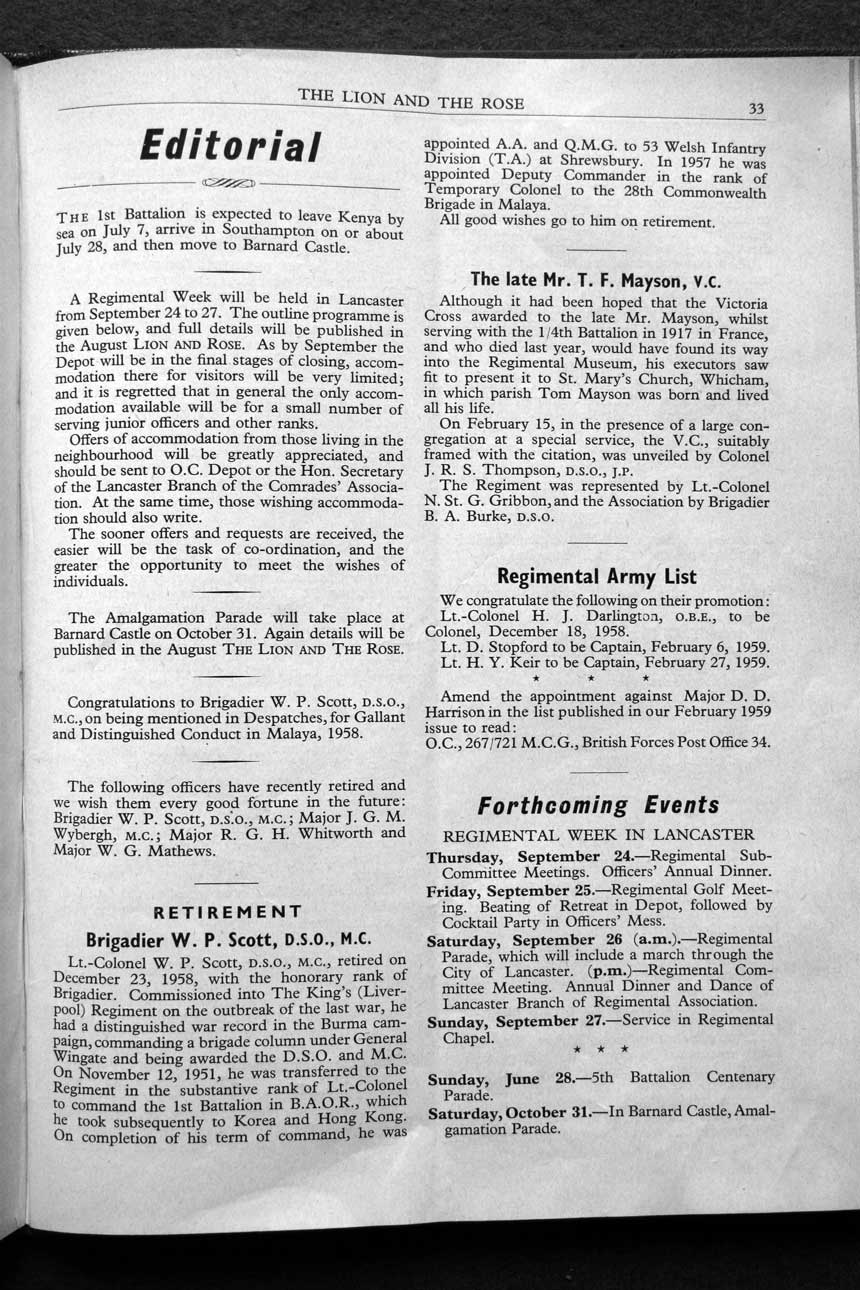 THE LION AND THE ROSE
33
Editorial
THE 1st Battalion is expected to leave Kenya by
sea on July 7, arrive in Southampton on or about
July 28, and then move to Barnard Castle.
A Regimental Week will be held in Lancaster
from September 24 to 27. The outline programme is
given below, and full details will be published in
the August LION AND ROSE. As by September the
Depot will be in the final stages of closing, accom-
modation there for visitors will be very limited;
and it is regretted that in general the only accom-
modation available will be for a small number of
serving junior officers and other ranks.
Offers of accommodation from those living in the
neighbourhood will be greatly appreciated, and
should be sent to O.C. Depot or the Hon. Secretary
of the Lancaster Branch of the Comrades' Associa-
tion. At the same time, those wishing accommoda-
tion should also write.
The sooner offers and requests are received, the
easier will be the task of co-ordination, and the
greater the opportunity to meet the wishes of
individuals.
The Amalgamation Parade will take place at
Barnard Castle on October 31. Again details will be
published in the August THE LION AND THE ROSE.
Congratulations to Brigadier W. P. Scott, D.S.O.,
M.C., on being mentioned in Despatches, for Gallant
and Distinguished Conduct in Malaya, 1958.
The following officers have recently retired and
we wish them every good fortune in the future:
Brigadier W. P. Scott, D.S.O., M.C.; Major J. G. M.
Wybergh, M.C.; Major R. G. H. Whitworth and
Major W. G. Mathews.
RETIREMENT
Brigadier W. P. Scott, D.S.O., M.C.
Lt.-Colonel W. P. Scott, D.S.O., M.C., retired on
December 23, 1958, with the honorary rank of
Brigadier. Commissioned into The King's (Liver-
pool) Regiment on the outbreak of the last war, he
had a distinguished war record in the Burma cam-
paign, commanding a brigade column under General
Wingate and being awarded the D.S.O. and M.C.
On November 12, 1951, he was transferred to the
Regiment in the substantive rank of Lt.-Colonel
to command the 1st Battalion in B.A.O.R., which
he took subsequently to Korea and Hong Kong.
On completion of his term of command, he was
appointed A.A. and Q.M.G. to 53 Welsh Infantry
Division (T.A.) at Shrewsbury. In 1957 he was
appointed Deputy Commander in the rank of
Temporary Colonel to the 28th Commonwealth
Brigade in Malaya.
All good wishes go to him on retirement.
The late Mr. T. F. Mayson, V.C.
Although it had been hoped that the Victoria
Cross awarded to the late Mr. Mayson, whilst
serving with the 1/4th Battalion in 1917 in France,
and who died last year, would have found its way
into the Regimental Museum, his executors saw
fit to present it to St. Mary's Church, Whicham,
in which parish Tom Mayson was born and lived
all his life.
On February 15, in the presence of a large con-
gregation at a special service, the V.C., suitably
framed with the citation, was unveiled by Colonel
J. R. S. Thompson, D.S.O., J.P.
The Regiment was represented by Lt.-Colonel
N. St. G. Gribbon, and the Association by Brigadier
B. A. Burke, D.S.O.
Regimental Army List
We congratulate the following on their promotion:
Lt.-Colonel H. J. Darlington, O.B.E., to be
Colonel, December 18, 1958.
Lt. D. Stopford to be Captain, February 6, 1959.
Lt. H. Y. Keir to be Captain, February 27, 1959.
* * *
Amend the appointment against Major D. D.
Harrison in the list published in our February 1959
issue to read:
O.C., 267/721 M.C.G., British Forces Post Office 34.
Forthcoming Events
REGIMENTAL WEEK IN LANCASTER
Thursday, September 24.—Regimental Sub-
Committee Meetings. Officers' Annual Dinner.
Friday, September 25.—Regimental Golf Meet-
ing. Beating of Retreat in Depot, followed by
Cocktail Party in Officers' Mess.
Saturday, September 26 (a.m.).—Regimental
Parade, which will include a march through the
City of Lancaster. (p.m.)—Regimental Com-
mittee Meeting. Annual Dinner and Dance of
Lancaster Branch of Regimental Association.
Sunday, September 27.—Service in Regimental
Chapel.
* * *
Sunday, June 28.—5th Battalion Centenary
Parade.
Saturday, October 31.—In Barnard Castle, Amal-
gamation Parade.